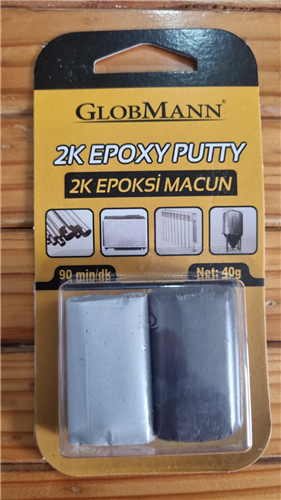 GLOBMANN®
2K EPOXY PUTTY
2K EPOKSİ MACUN
90 min/dk Net: 40g